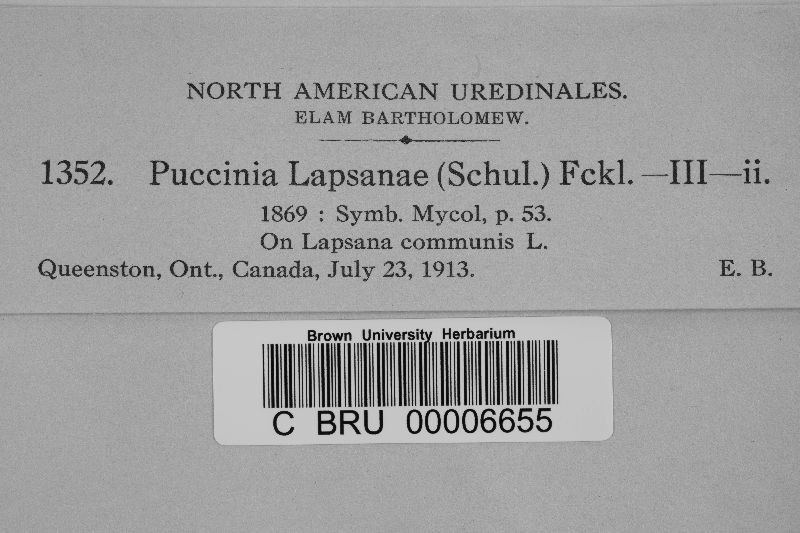 NORTH AMERICAN UREDINALES.
ELAM BARTHOLOMEW.
1352. Puccinia Lapsanae (Schul.) Fckl. —III—ii.
1869 : Symb. Mycol, p. 53.
On Lapsana communis L.
Queenston, Ont., Canada, July 23, 1913. E. B.
Brown University Herbarium
C BRU 00006655